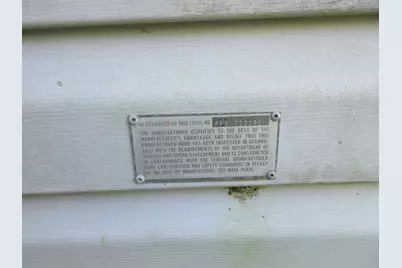 AS EVIDENCED BY THIS LABEL NO.
THE MANUFACTURER CERTIFIES TO THE BEST OF THE
MANUFACTURER'S KNOWLEDGE AND BELIEF THIS
MANUFACTURED HOME HAS BEEN INSPECTED IN ACCORD-
ANCE WITH THE REQUIREMENTS OF THE DEPARTMENT OF
HOUSING AND URBAN DEVELOPMENT AND IS CONSTRUCTED
IN CONFORMANCE WITH THE FEDERAL MANUFACTURED
HOME CONSTRUCTION AND SAFETY STANDARDS IN EFFECT
ON THE DATE OF MANUFACTURE. SEE DATA PLATE.